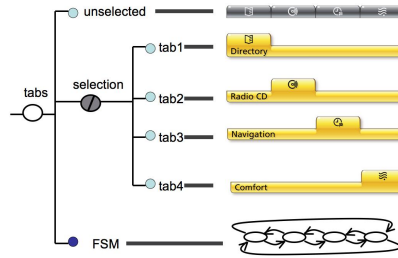 unselected
tabs
selection
tab1
Directory
tab2
Radio CD
tab3
Navigation
tab4
Comfort
FSM